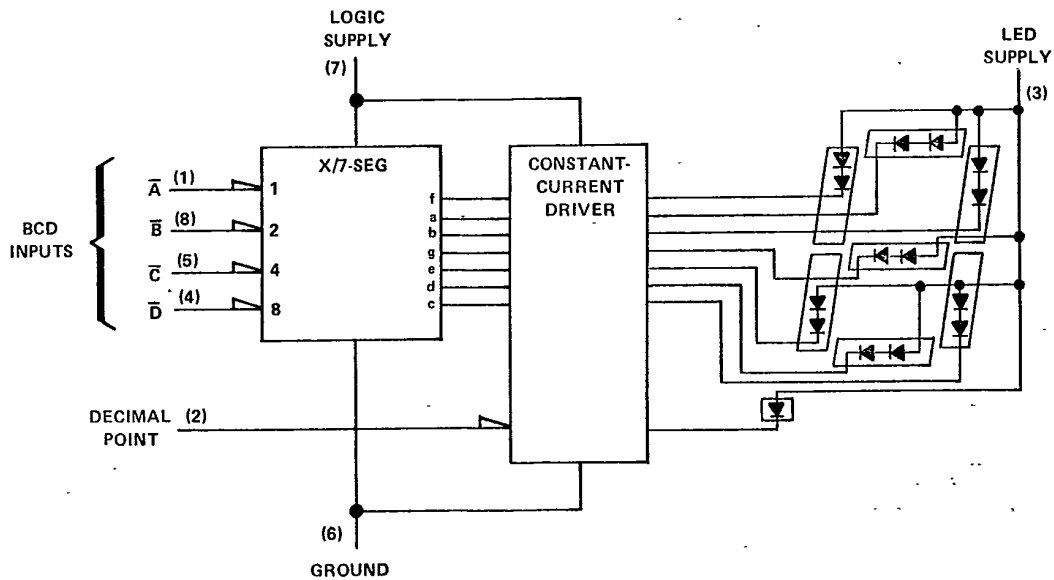 LOGIC
SUPPLY
(7)
LED
SUPPLY
(3)
X/7-SEG
CONSTANT-
CURRENT
DRIVER
BCD
INPUTS
A̅ (1)
1
B̅ (8)
2
C̅ (5)
4
D̅ (4)
8
f
a
b
g
e
d
c
DECIMAL
POINT
(2)
(6)
GROUND